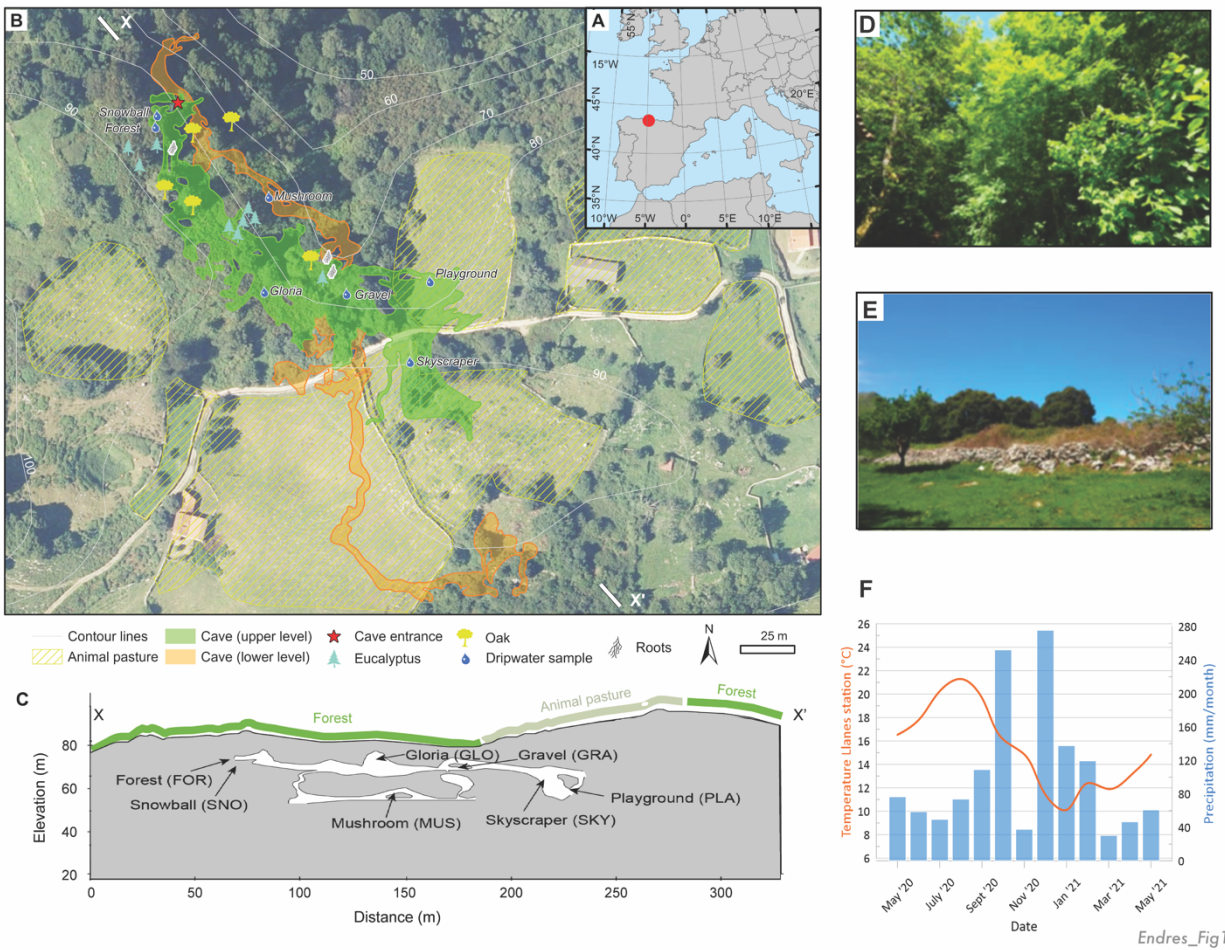 B
X
50
60
70
80
90
Snowball
Forest
Mushroom
Playground
Gloria
Gravel
Skyscraper
90
100
X'
A
55°N
15°W
20°E
45°N
40°N
35°N
10°W 5°W 0° 5°E 10°E
D
E
Contour lines
Animal pasture
Cave (upper level)
Cave (lower level)
Cave entrance
Eucalyptus
Oak
Dripwater sample
Roots
N
25 m
C
X
Forest
Animal pasture
Forest
X'
Elevation (m)
80
60
40
20
Gloria (GLO)
Gravel (GRA)
Forest (FOR)
Snowball (SNO)
Mushroom (MUS)
Skyscraper (SKY)
Playground (PLA)
0 50 100 150 200 250 300
Distance (m)
F
Temperature Llanes station (°C)
26
24
22
20
18
16
14
12
10
8
6
280
240
200
160
120
80
40
0
Precipitation (mm/month)
May '20
July '20
Sept '20
Nov '20
Jan '21
Mar '21
May '21
Date
Endres_Fig1